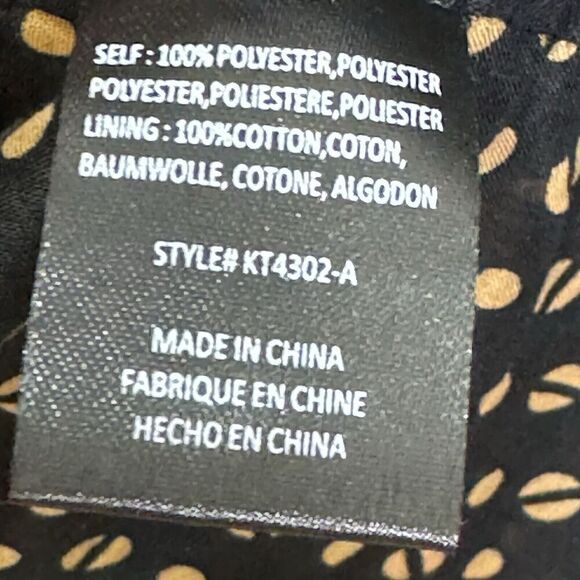 SELF : 100% POLYESTER,POLYESTER
POLYESTER,POLIESTERE,POLIESTER
LINING : 100%COTTON,COTON,
BAUMWOLLE, COTONE, ALGODON
STYLE# KT4302-A
MADE IN CHINA
FABRIQUE EN CHINE
HECHO EN CHINA